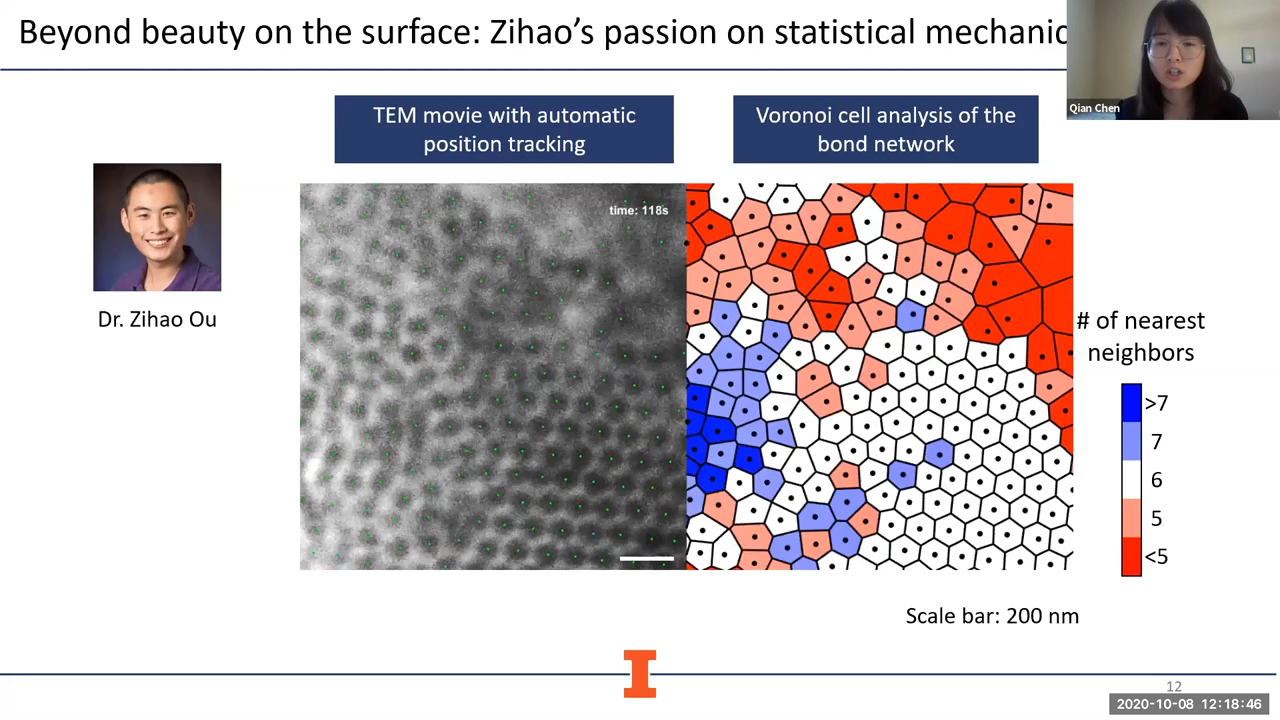 Beyond beauty on the surface: Zihao's passion on statistical mechanic
Qian Chen
TEM movie with automatic
position tracking
Voronoi cell analysis of the
bond network
time: 118s
Dr. Zihao Ou
# of nearest
neighbors
>7
7
6
5
<5
Scale bar: 200 nm
I
12
2020-10-08 12:18:46